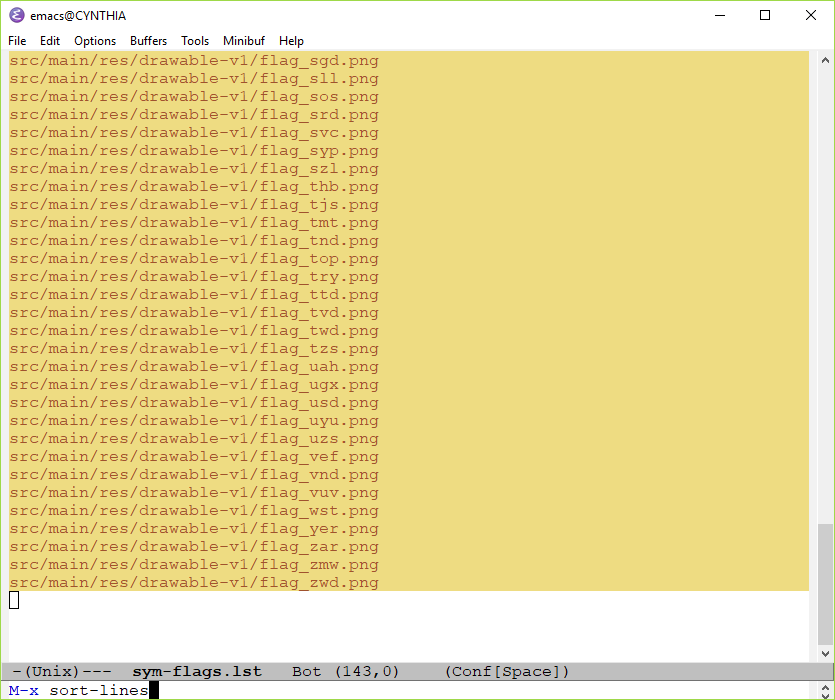 emacs@CYNTHIA
File Edit Options Buffers Tools Minibuf Help
src/main/res/drawable-v1/flag_sgd.png
src/main/res/drawable-v1/flag_sll.png
src/main/res/drawable-v1/flag_sos.png
src/main/res/drawable-v1/flag_srd.png
src/main/res/drawable-v1/flag_svc.png
src/main/res/drawable-v1/flag_syp.png
src/main/res/drawable-v1/flag_szl.png
src/main/res/drawable-v1/flag_thb.png
src/main/res/drawable-v1/flag_tjs.png
src/main/res/drawable-v1/flag_tmt.png
src/main/res/drawable-v1/flag_tnd.png
src/main/res/drawable-v1/flag_top.png
src/main/res/drawable-v1/flag_try.png
src/main/res/drawable-v1/flag_ttd.png
src/main/res/drawable-v1/flag_tvd.png
src/main/res/drawable-v1/flag_twd.png
src/main/res/drawable-v1/flag_tzs.png
src/main/res/drawable-v1/flag_uah.png
src/main/res/drawable-v1/flag_ugx.png
src/main/res/drawable-v1/flag_usd.png
src/main/res/drawable-v1/flag_uyu.png
src/main/res/drawable-v1/flag_uzs.png
src/main/res/drawable-v1/flag_vef.png
src/main/res/drawable-v1/flag_vnd.png
src/main/res/drawable-v1/flag_vuv.png
src/main/res/drawable-v1/flag_wst.png
src/main/res/drawable-v1/flag_yer.png
src/main/res/drawable-v1/flag_zar.png
src/main/res/drawable-v1/flag_zmw.png
src/main/res/drawable-v1/flag_zwd.png
-(Unix)--- sym-flags.lst Bot (143,0) (Conf[Space])
M-x sort-lines